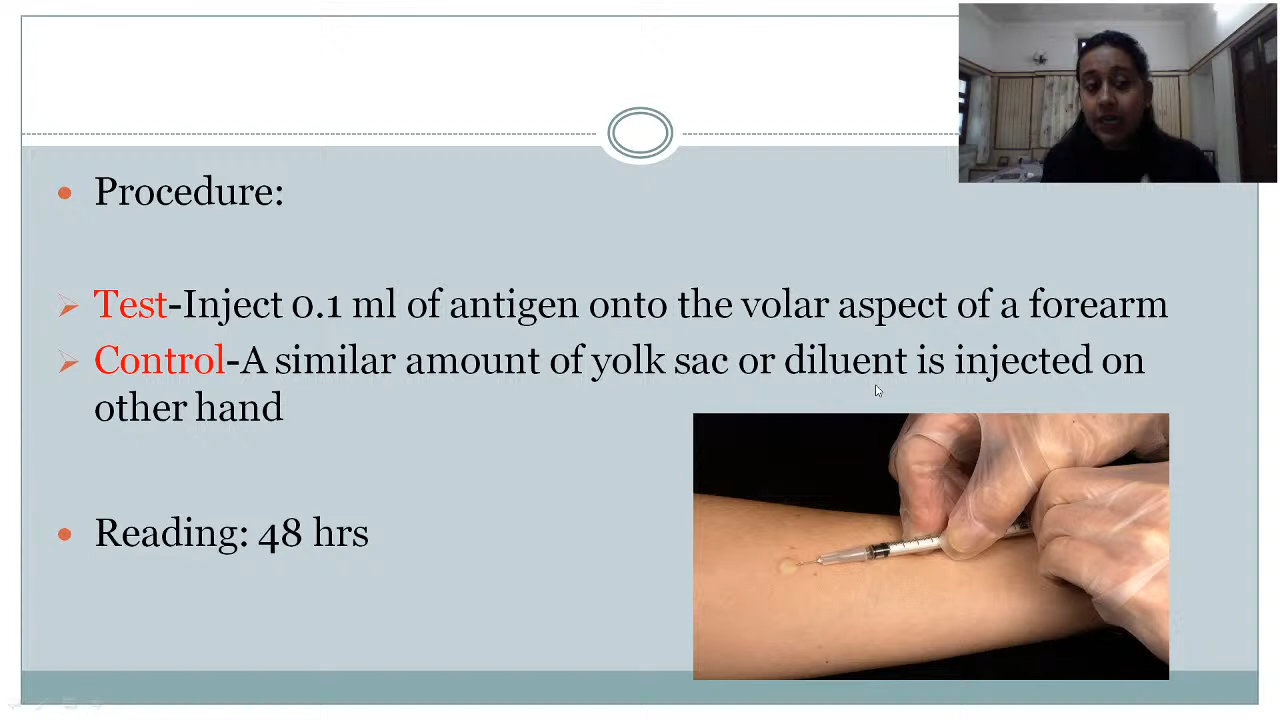 Procedure:
Test-Inject 0.1 ml of antigen onto the volar aspect of a forearm
Control-A similar amount of yolk sac or diluent is injected on
other hand
Reading: 48 hrs